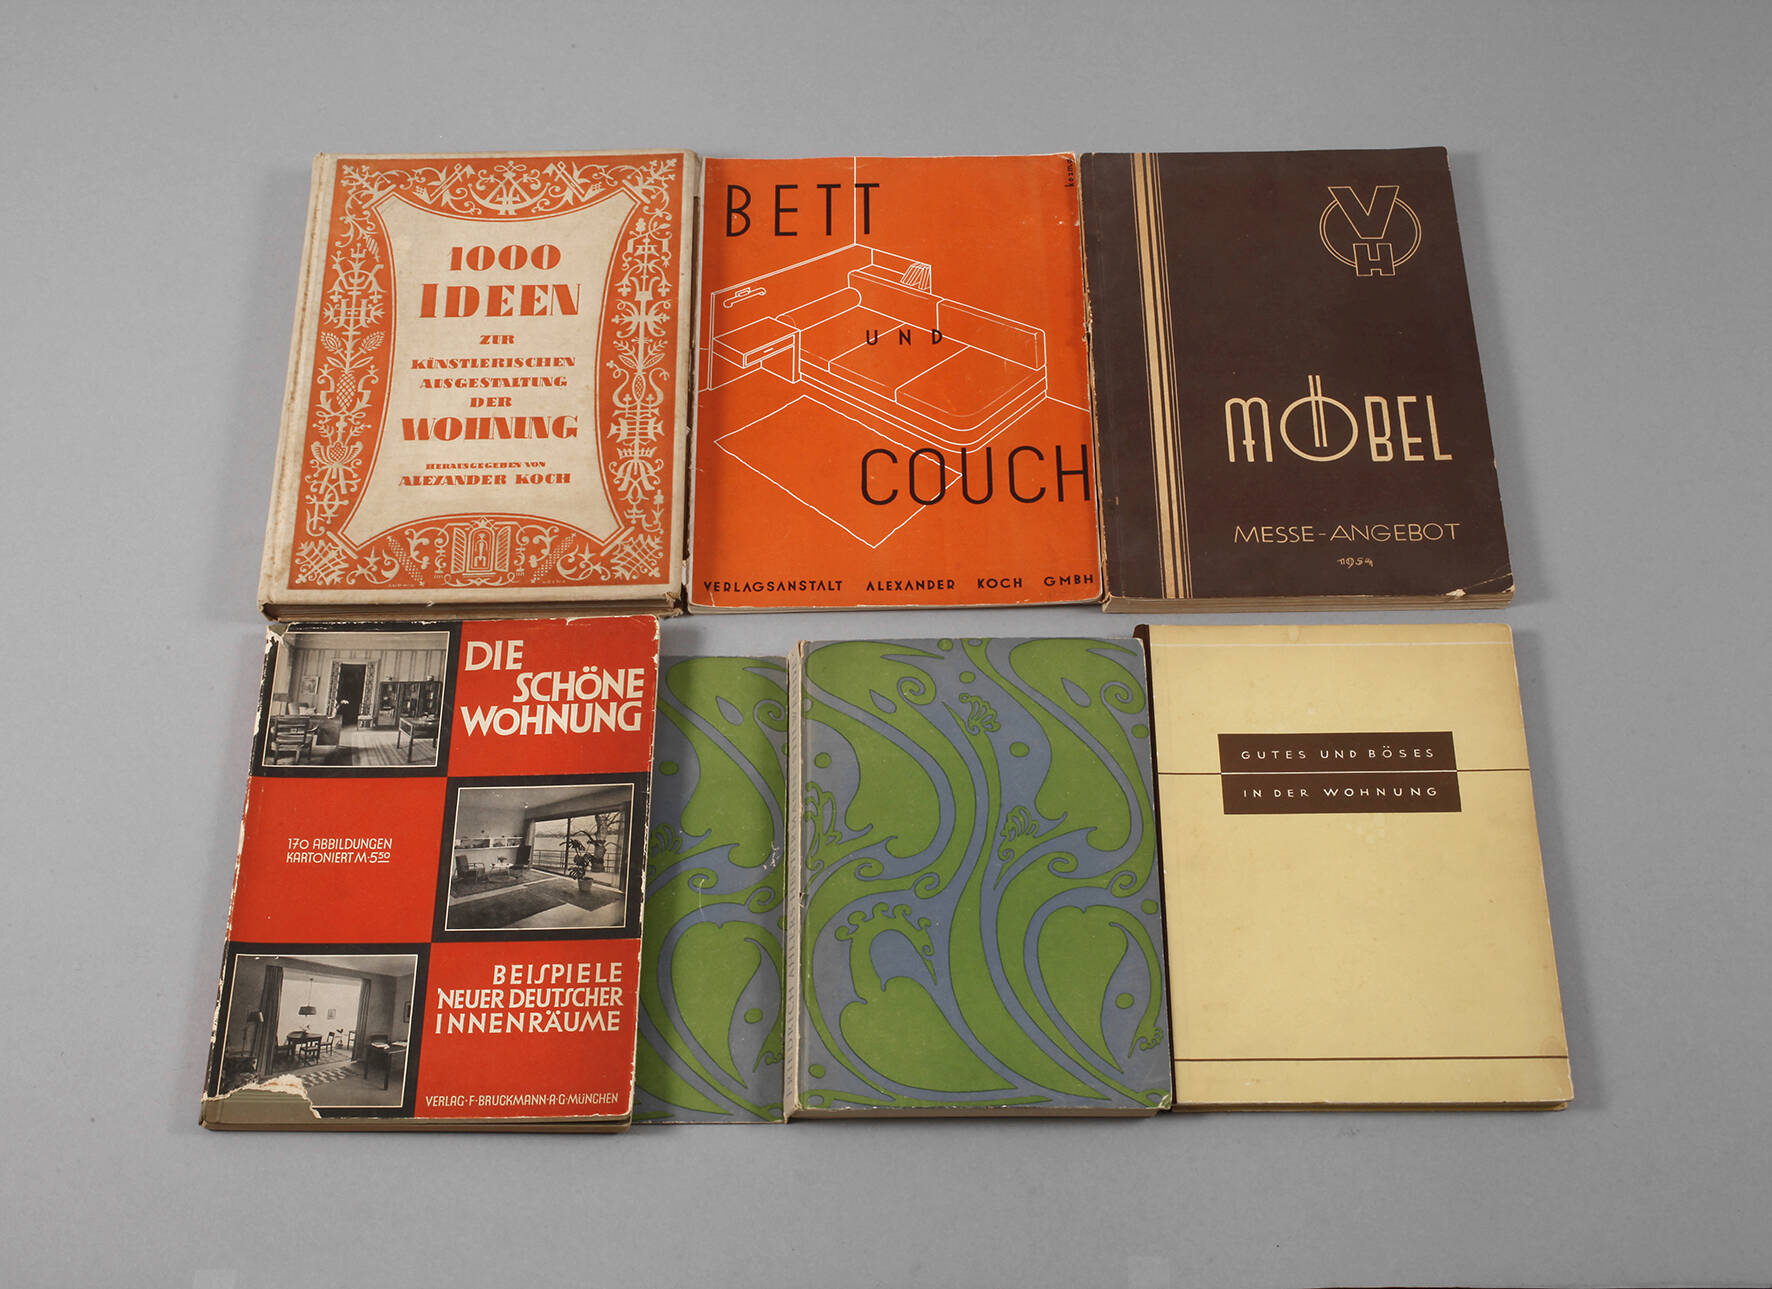 1000
IDEEN
ZUR
KÜNSTLERISCHEN
AUSGESTALTUNG
DER
WOHNUNG
HERAUSGEGEBEN VON
ALEXANDER KOCH
BETT
UND
COUCH
kozma
VERLAGSANSTALT ALEXANDER KOCH GMBH
VH
MÖBEL
MESSE-ANGEBOT
1954
DIE
SCHÖNE
WOHNUNG
170 ABBILDUNGEN
KARTONIERT M·5.50
BEISPIELE
NEUER DEUTSCHER
INNENRÄUME
VERLAG·F·BRUCKMANN·A·G·MÜNCHEN
GUTES UND BÖSES
IN DER WOHNUNG